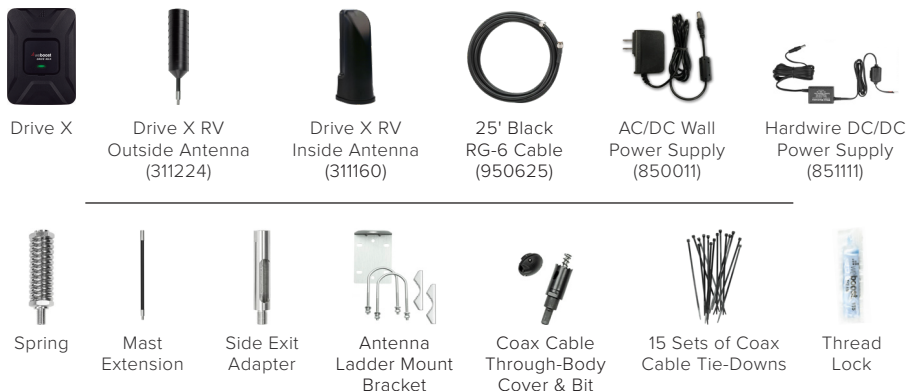 weboost
Drive X
Drive X RV
Outside Antenna
(311224)
Drive X RV
Inside Antenna
(311160)
25' Black
RG-6 Cable
(950625)
AC/DC Wall
Power Supply
(850011)
Hardwire DC/DC
Power Supply
(851111)
Spring
Mast
Extension
Side Exit
Adapter
Antenna
Ladder Mount
Bracket
Coax Cable
Through-Body
Cover & Bit
15 Sets of Coax
Cable Tie-Downs
Thread
Lock